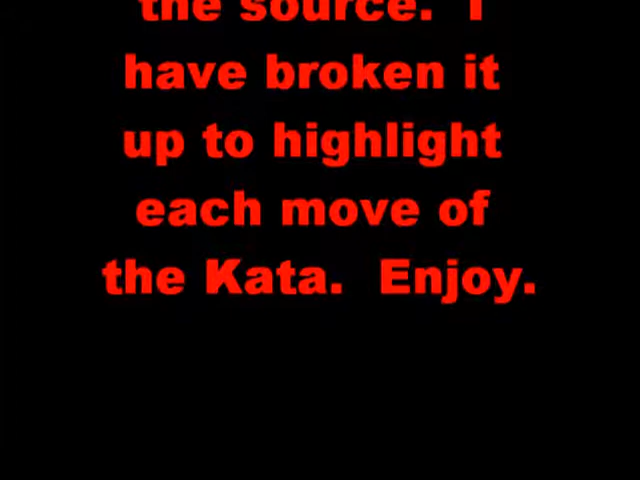 the source.  I
have broken it
up to highlight
each move of
the Kata.  Enjoy.